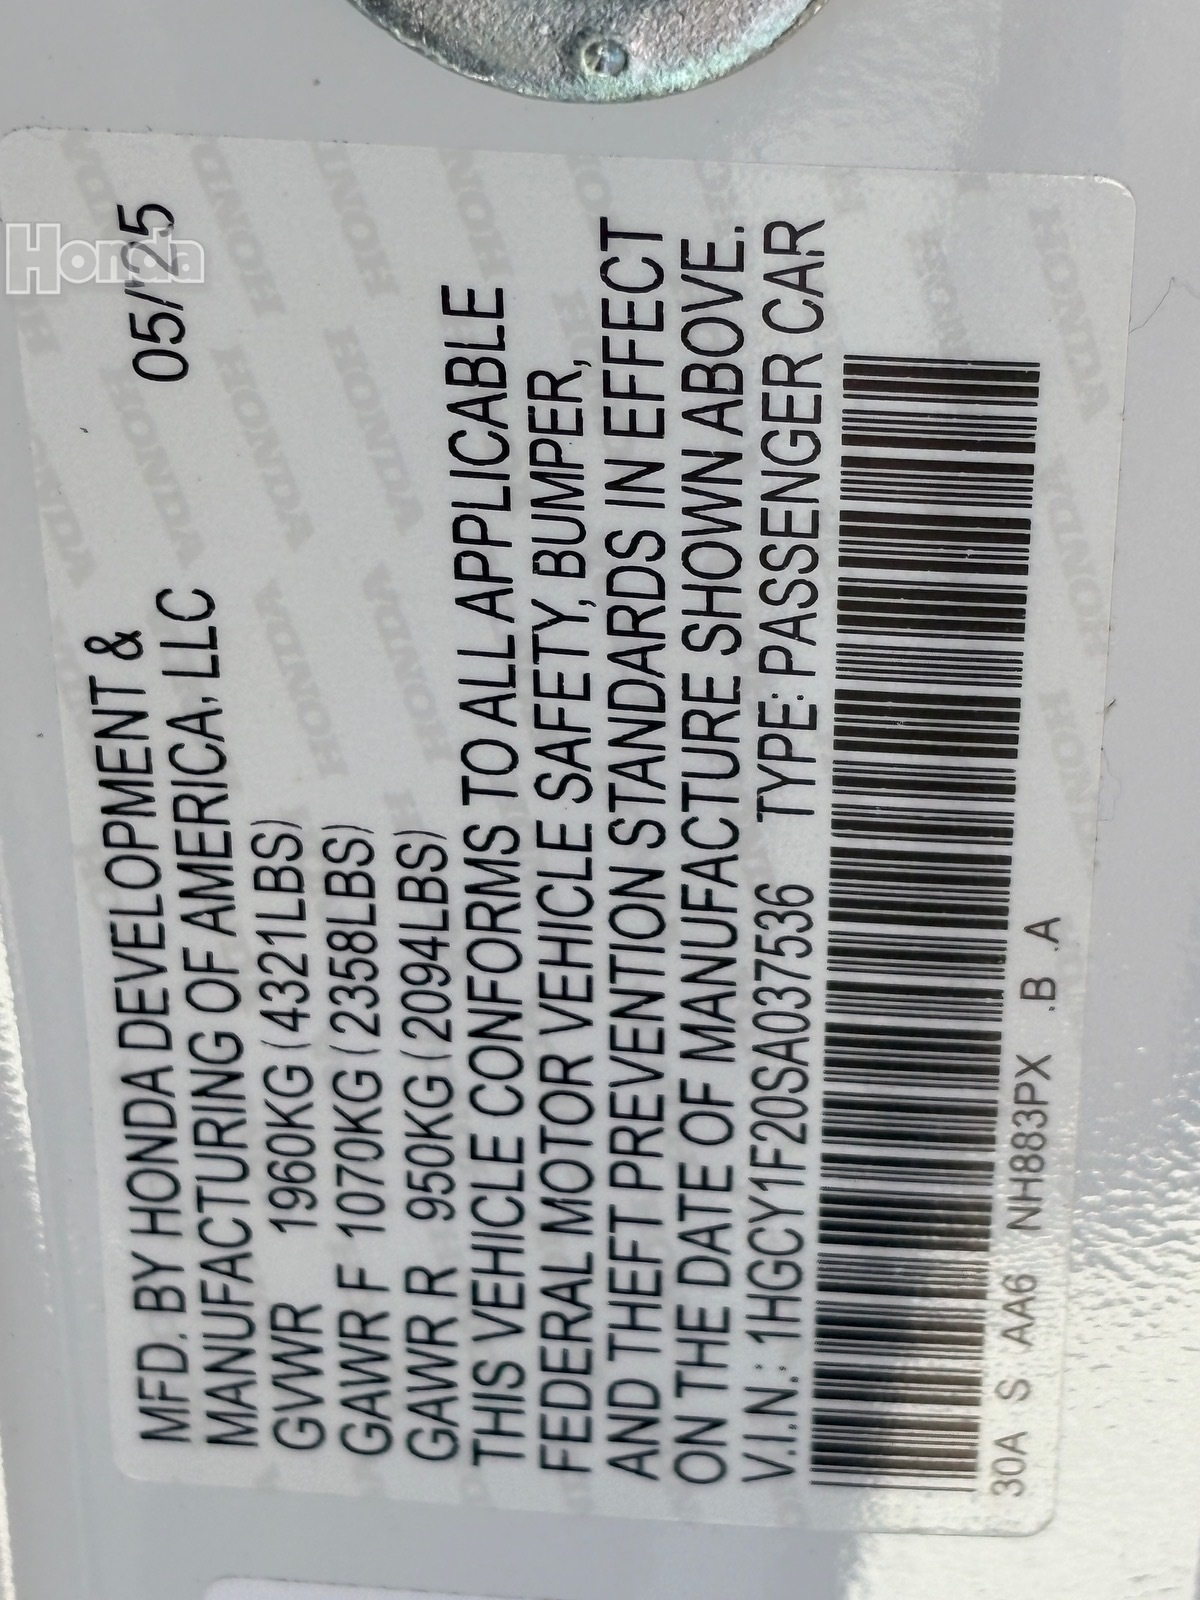 Honda
MFD. BY HONDA DEVELOPMENT &
MANUFACTURING OF AMERICA, LLC 05/25
GVWR 1960KG (4321LBS)
GAWR F 1070KG (2358LBS)
GAWR R 950KG (2094LBS)
THIS VEHICLE CONFORMS TO ALL APPLICABLE
FEDERAL MOTOR VEHICLE SAFETY, BUMPER,
AND THEFT PREVENTION STANDARDS IN EFFECT
ON THE DATE OF MANUFACTURE SHOWN ABOVE.
V.I.N.: 1HGCY1F20SA037536 TYPE: PASSENGER CAR
30A S AA6 NH883PX .B .A